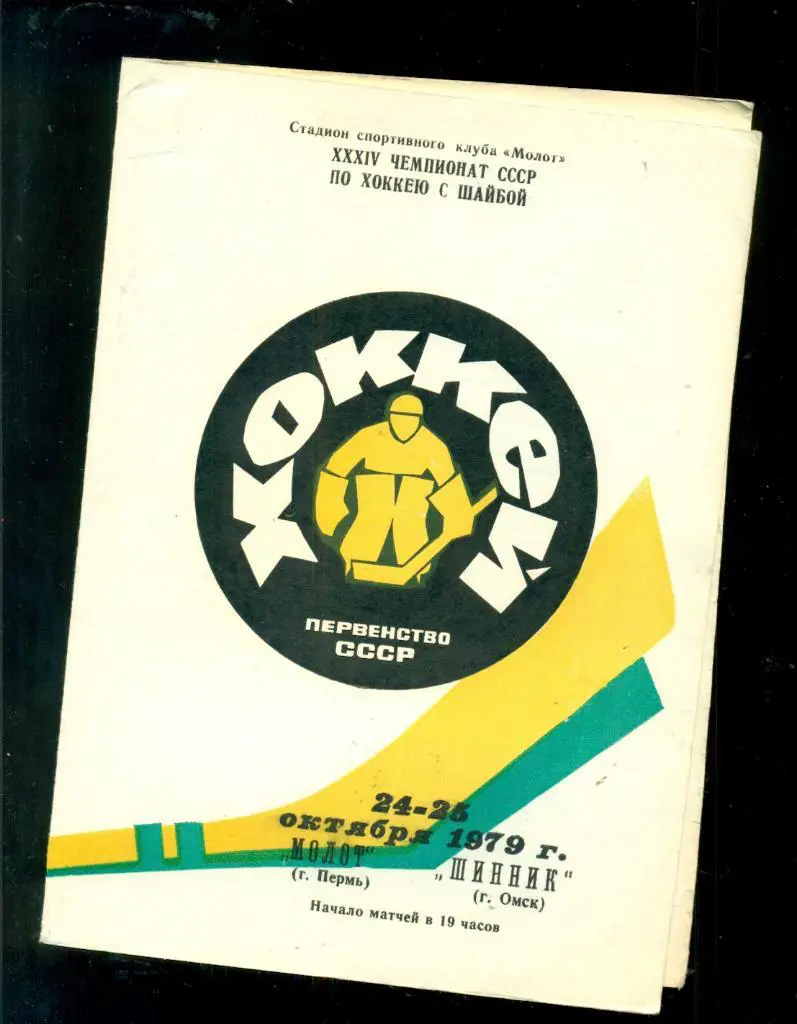 Стадион спортивного клуба «Молот»
XXXIV ЧЕМПИОНАТ СССР
ПО ХОККЕЮ С ШАЙБОЙ
ХОККЕЙ
ПЕРВЕНСТВО
СССР
24-25
октября 1979 г.
„МОЛОТ“
(г. Пермь)
„ШИННИК“
(г. Омск)
Начало матчей в 19 часов